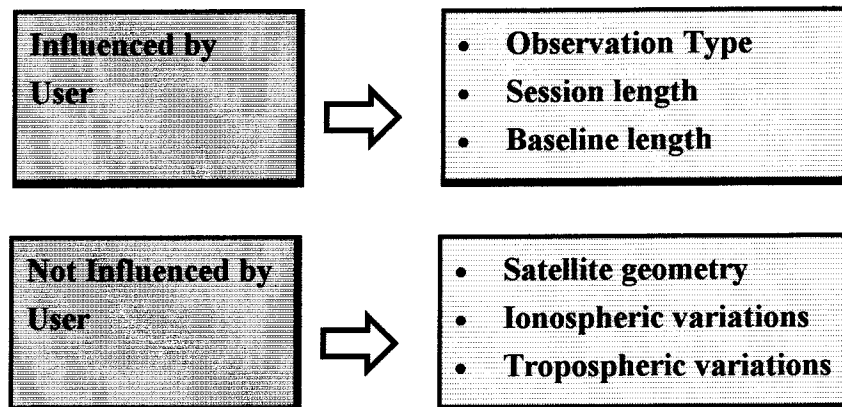 Influenced by
User
• Observation Type
• Session length
• Baseline length
Not Influenced by
User
• Satellite geometry
• Ionospheric variations
• Tropospheric variations